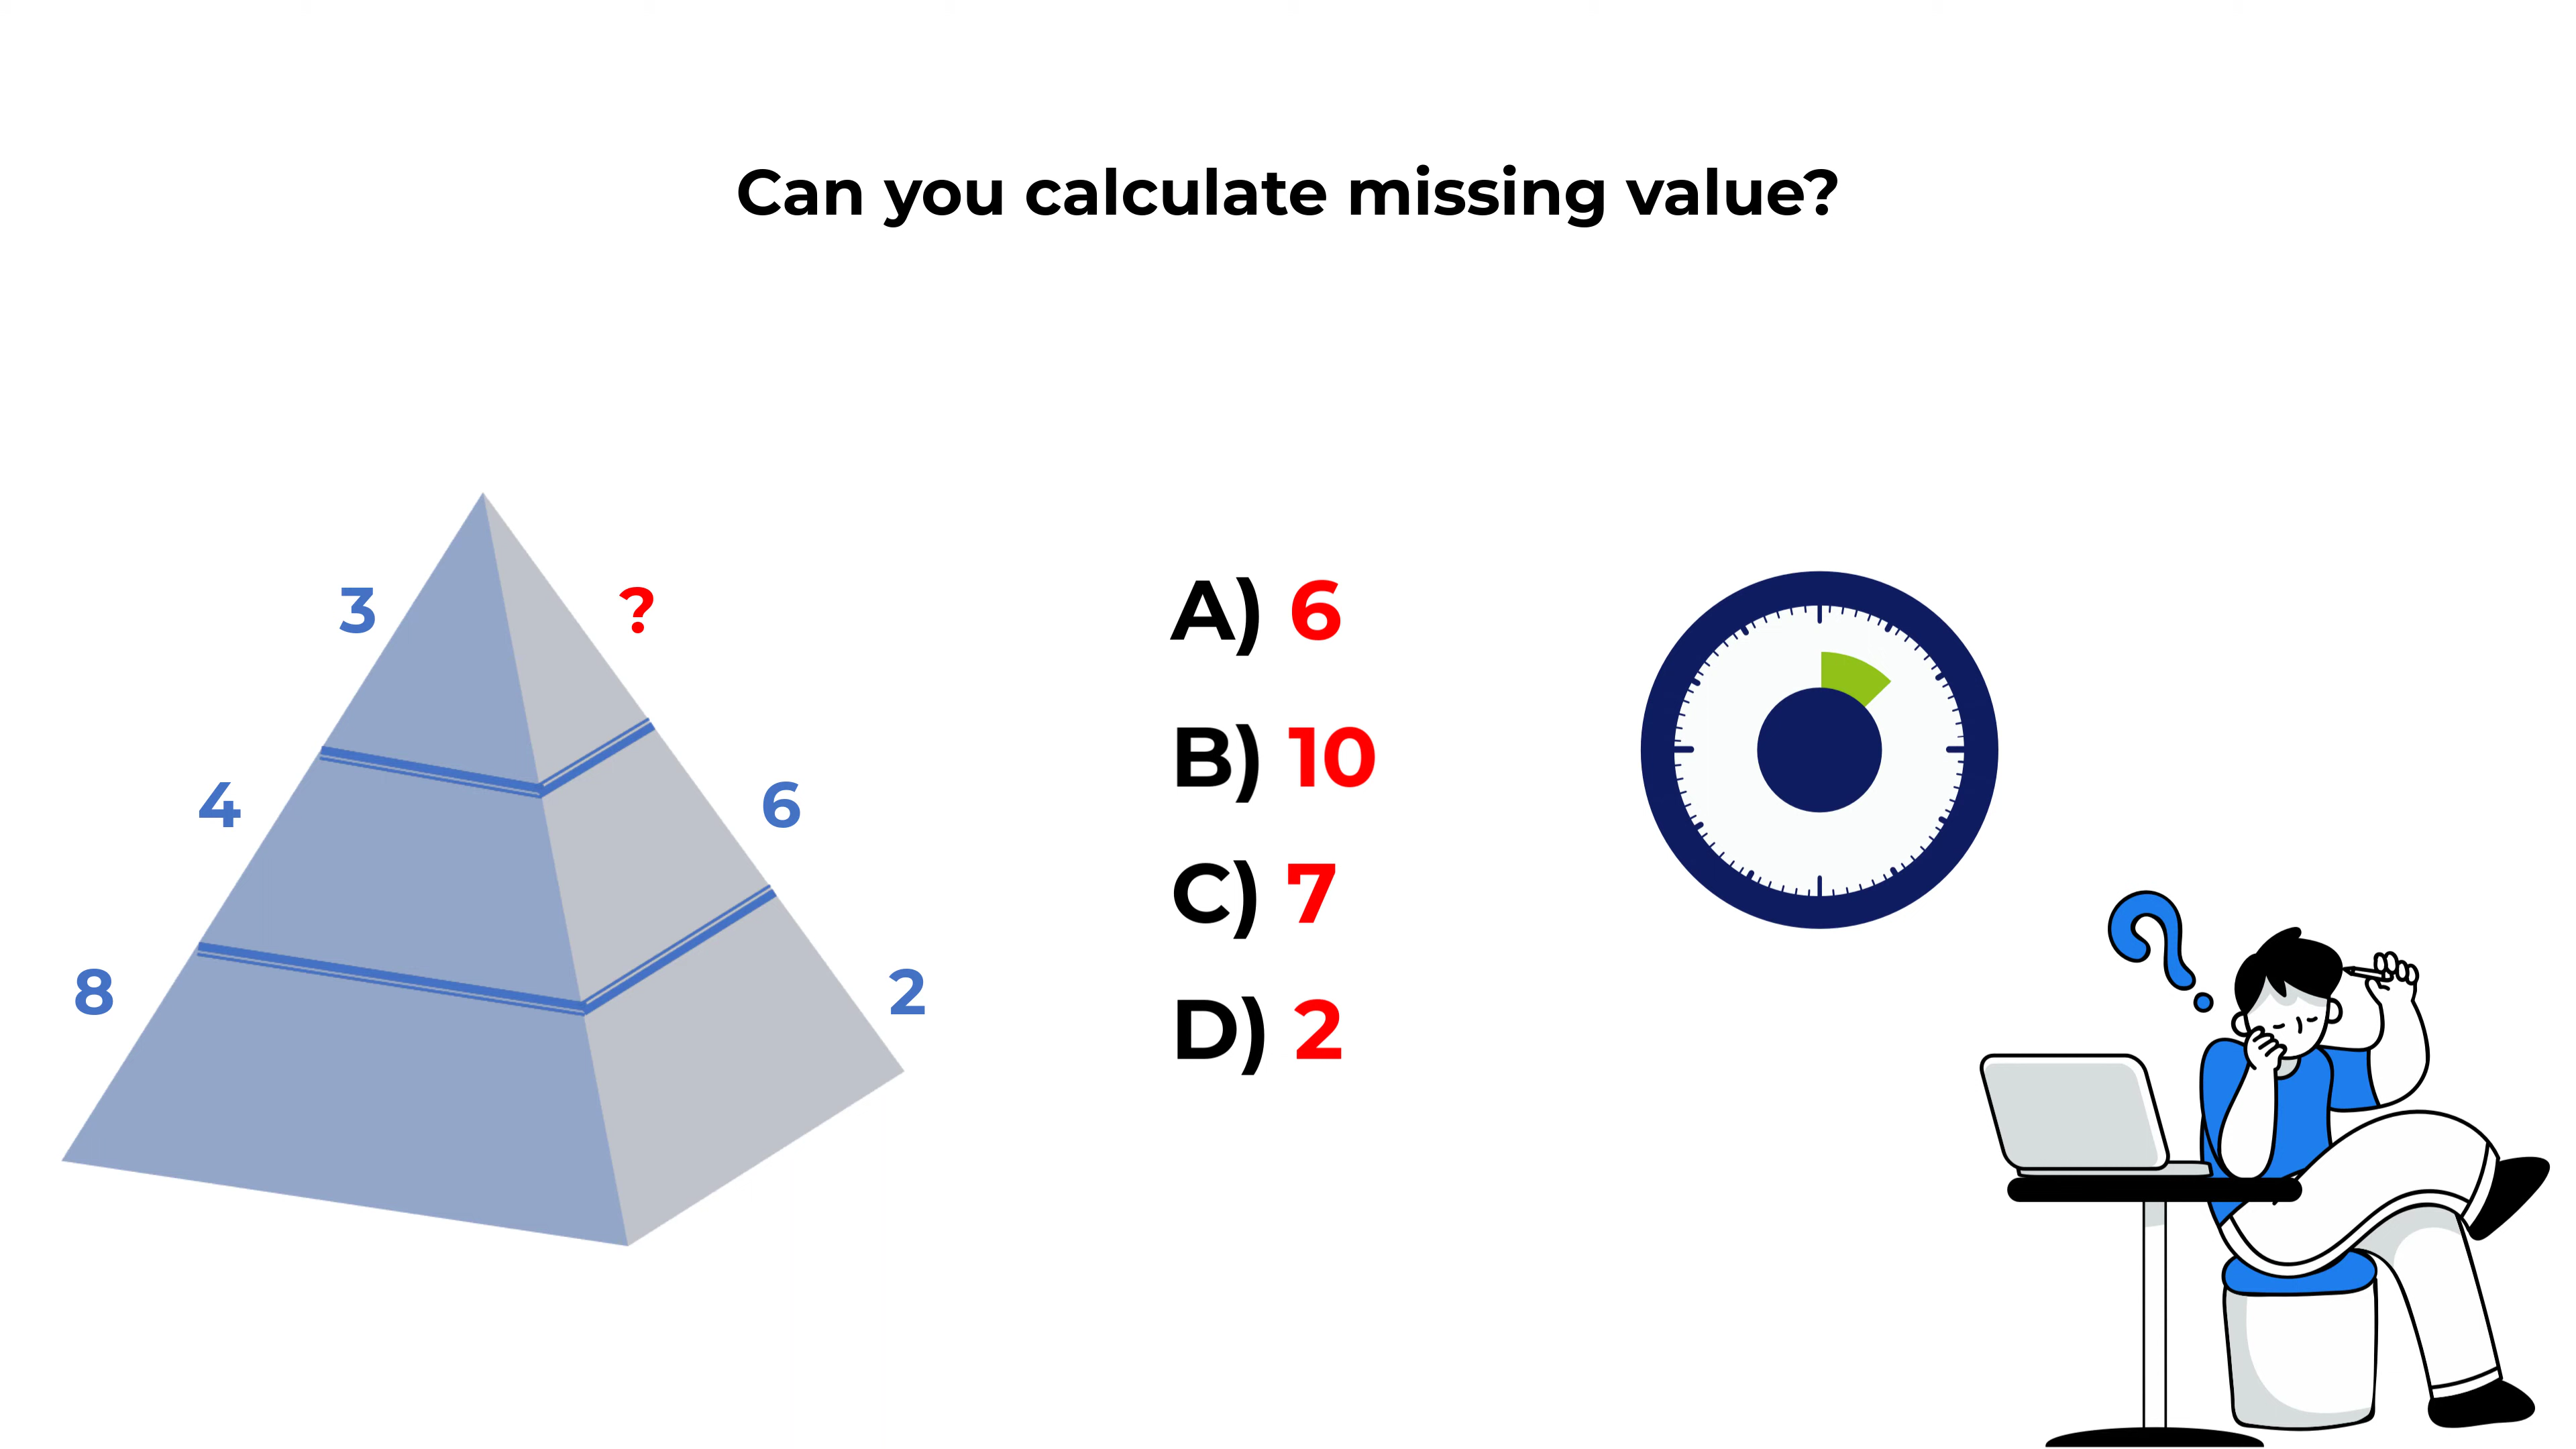 Can you calculate missing value?
3 ?
4 6
8 2
A) 6
B) 10
C) 7
D) 2